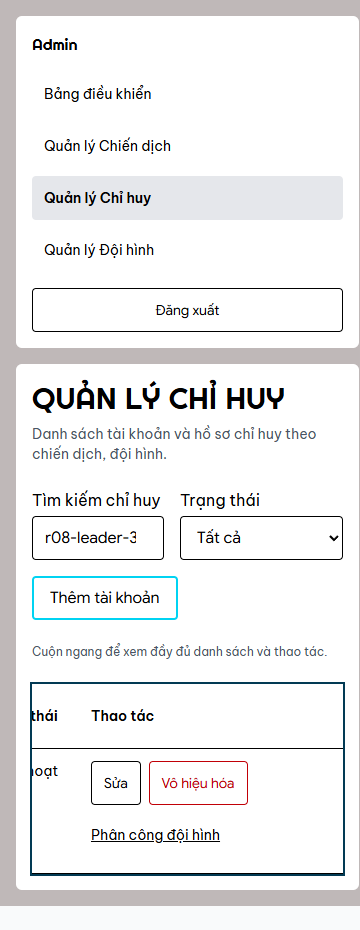 Admin
Bảng điều khiển
Quản lý Chiến dịch
Quản lý Chỉ huy
Quản lý Đội hình
Đăng xuất
QUẢN LÝ CHỈ HUY
Danh sách tài khoản và hồ sơ chỉ huy theo
chiến dịch, đội hình.
Tìm kiếm chỉ huy Trạng thái
r08-leader-3 Tất cả
Thêm tài khoản
Cuộn ngang để xem đầy đủ danh sách và thao tác.
thái Thao tác
Sửa Vô hiệu hóa
Phân công đội hình